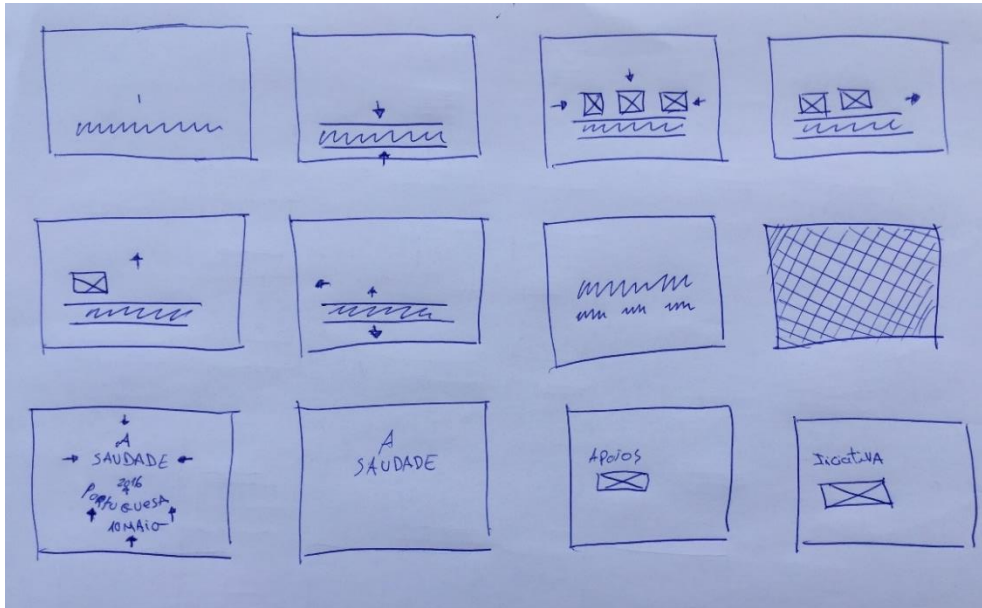 A
SAUDADE
2016
PORTUGUESA
10 MAIO
A
SAUDADE
APOIOS
INiciATIVA